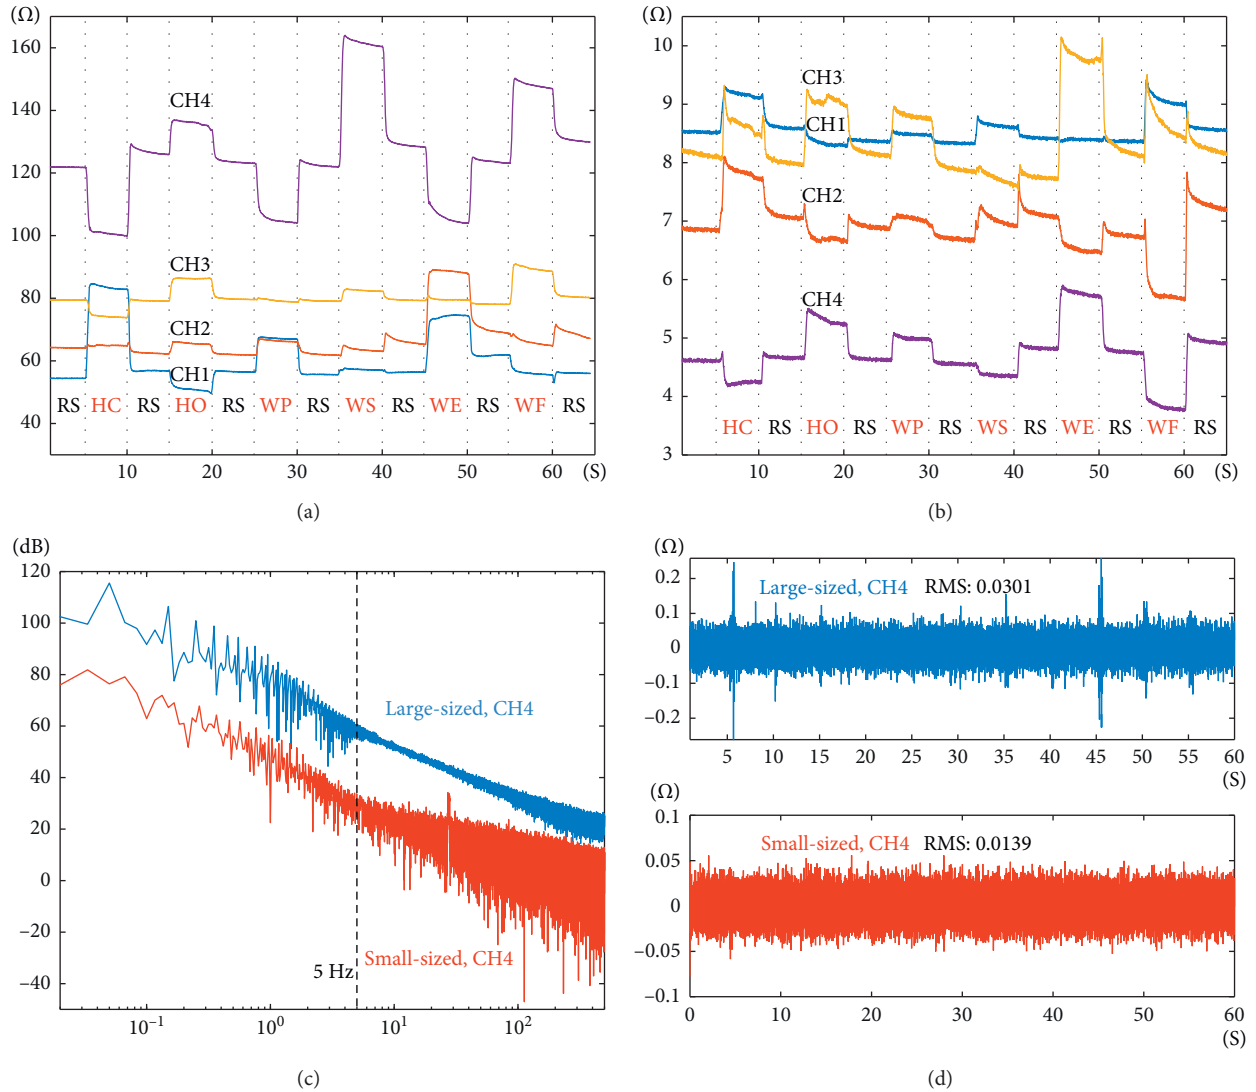 (Ω)
160
140
120
100
80
60
40
CH4
CH3
CH2
CH1
RS HC RS HO RS WP RS WS RS WE RS WF RS
10 20 30 40 50 60 (S)
(a)
(Ω)
10
9
8
7
6
5
4
3
CH3
CH1
CH2
CH4
HC RS HO RS WP RS WS RS WE RS WF RS
10 20 30 40 50 60 (S)
(b)
(dB)
120
100
80
60
40
20
0
−20
−40
Large-sized, CH4
Small-sized, CH4
5 Hz
10⁻¹ 10⁰ 10¹ 10²
(c)
(Ω)
0.2
0.1
0
−0.1
−0.2
Large-sized, CH4 RMS: 0.0301
5 10 15 20 25 30 35 40 45 50 55 60
(S)
(Ω)
0.1
0.05
0
−0.05
−0.1
Small-sized, CH4 RMS: 0.0139
0 10 20 30 40 50 60
(S)
(d)